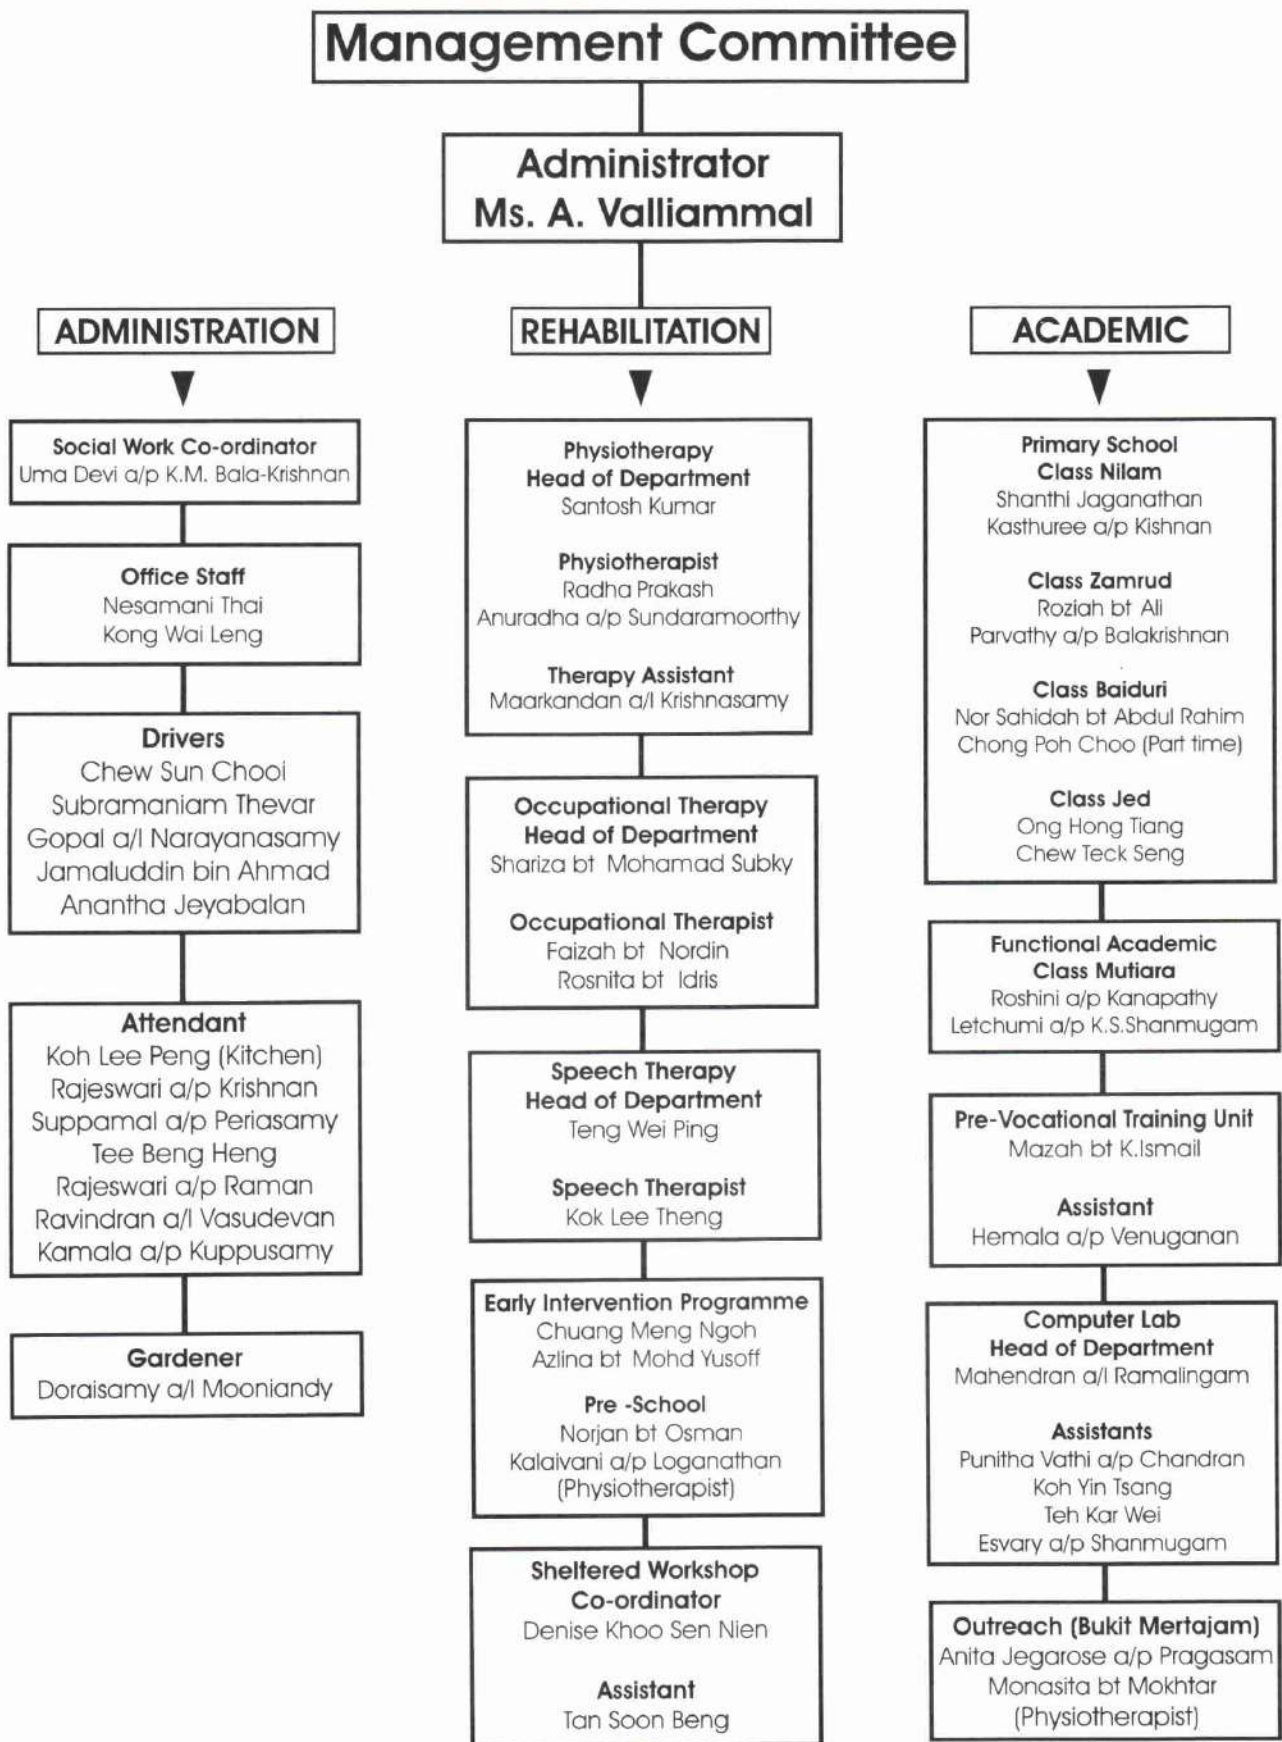 Management Committee
Administrator
Ms. A. Valliammal
ADMINISTRATION
Social Work Co-ordinator
Uma Devi a/p K.M. Bala-Krishnan
Office Staff
Nesamani Thai
Kong Wai Leng
Drivers
Chew Sun Chooi
Subramaniam Thevar
Gopal a/l Narayanasamy
Jamaluddin bin Ahmad
Anantha Jeyabalan
Attendant
Koh Lee Peng (Kitchen)
Rajeswari a/p Krishnan
Suppamal a/p Periasamy
Tee Beng Heng
Rajeswari a/p Raman
Ravindran a/l Vasudevan
Kamala a/p Kuppusamy
Gardener
Doraisamy a/l Mooniandy
REHABILITATION
Physiotherapy
Head of Department
Santosh Kumar
Physiotherapist
Radha Prakash
Anuradha a/p Sundaramoorthy
Therapy Assistant
Maarkandan a/l Krishnasamy
Occupational Therapy
Head of Department
Shariza bt Mohamad Subky
Occupational Therapist
Faizah bt Nordin
Rosnita bt Idris
Speech Therapy
Head of Department
Teng Wei Ping
Speech Therapist
Kok Lee Theng
Early Intervention Programme
Chuang Meng Ngoh
Azlina bt Mohd Yusoff
Pre -School
Norjan bt Osman
Kalaivani a/p Loganathan
(Physiotherapist)
Sheltered Workshop
Co-ordinator
Denise Khoo Sen Nien
Assistant
Tan Soon Beng
ACADEMIC
Primary School
Class Nilam
Shanthi Jaganathan
Kasthuree a/p Kishnan
Class Zamrud
Roziah bt Ali
Parvathy a/p Balakrishnan
Class Baiduri
Nor Sahidah bt Abdul Rahim
Chong Poh Choo (Part time)
Class Jed
Ong Hong Tiang
Chew Teck Seng
Functional Academic
Class Mutiara
Roshini a/p Kanapathy
Letchumi a/p K.S.Shanmugam
Pre-Vocational Training Unit
Mazah bt K.Ismail
Assistant
Hemala a/p Venuganan
Computer Lab
Head of Department
Mahendran a/l Ramalingam
Assistants
Punitha Vathi a/p Chandran
Koh Yin Tsang
Teh Kar Wei
Esvary a/p Shanmugam
Outreach (Bukit Mertajam)
Anita Jegarose a/p Pragasam
Monasita bt Mokhtar
(Physiotherapist)